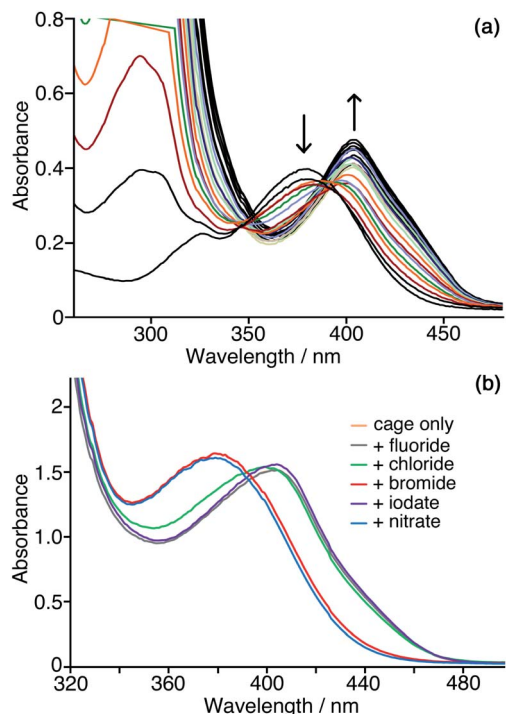 (a)
Absorbance
0.8
0.6
0.4
0.2
0
300 350 400 450
Wavelength / nm
(b)
Absorbance
2
1.5
1.0
0.5
0
cage only
+ fluoride
+ chloride
+ bromide
+ iodate
+ nitrate
320 360 400 440 480
Wavelength / nm